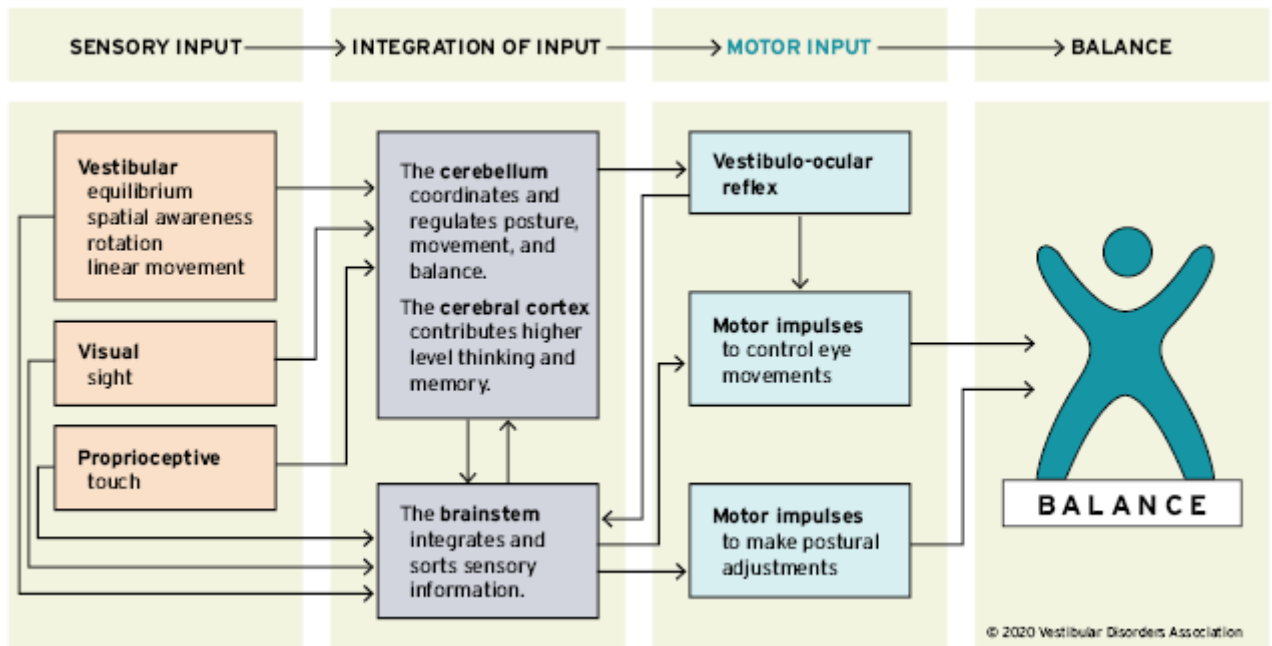 SENSORY INPUT
INTEGRATION OF INPUT
MOTOR INPUT
BALANCE
Vestibular
equilibrium
spatial awareness
rotation
linear movement
Visual
sight
Proprioceptive
touch
The cerebellum
coordinates and
regulates posture,
movement, and
balance.
The cerebral cortex
contributes higher
level thinking and
memory.
The brainstem
integrates and
sorts sensory
information.
Vestibulo-ocular
reflex
Motor impulses
to control eye
movements
Motor impulses
to make postural
adjustments
BALANCE
© 2020 Vestibular Disorders Association